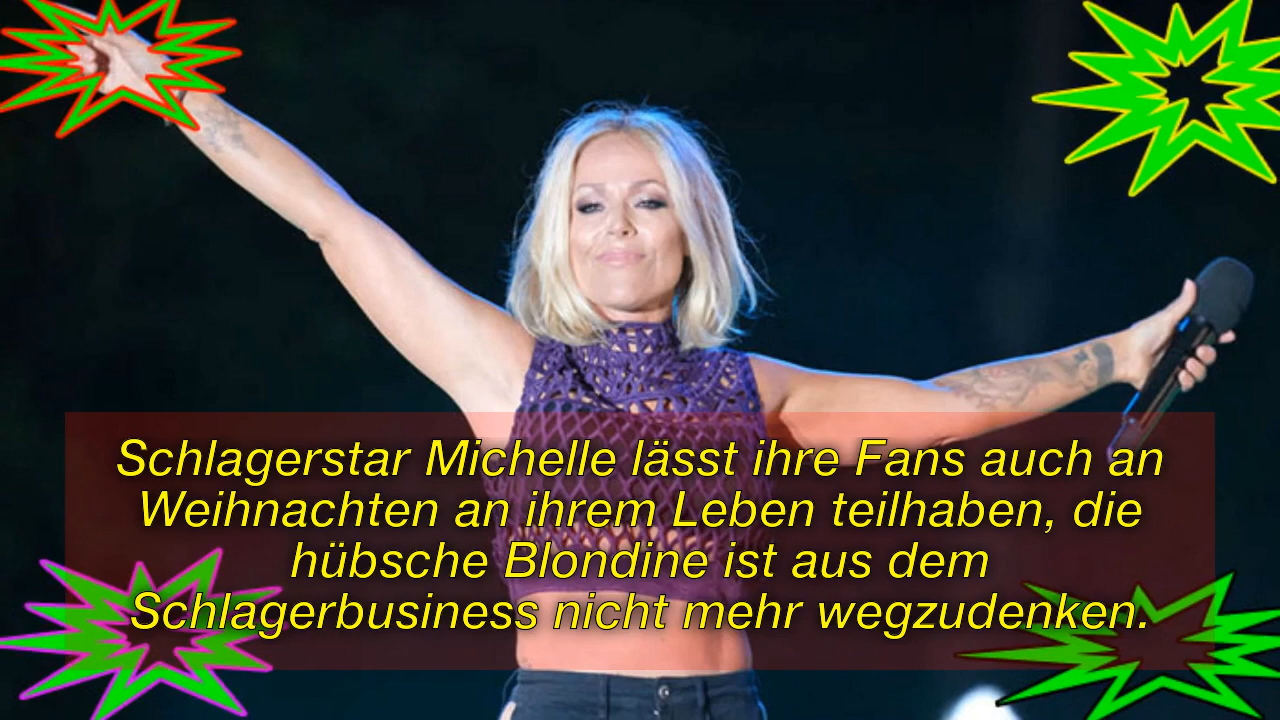 Schlagerstar Michelle lässt ihre Fans auch an
Weihnachten an ihrem Leben teilhaben, die
hübsche Blondine ist aus dem
Schlagerbusiness nicht mehr wegzudenken.